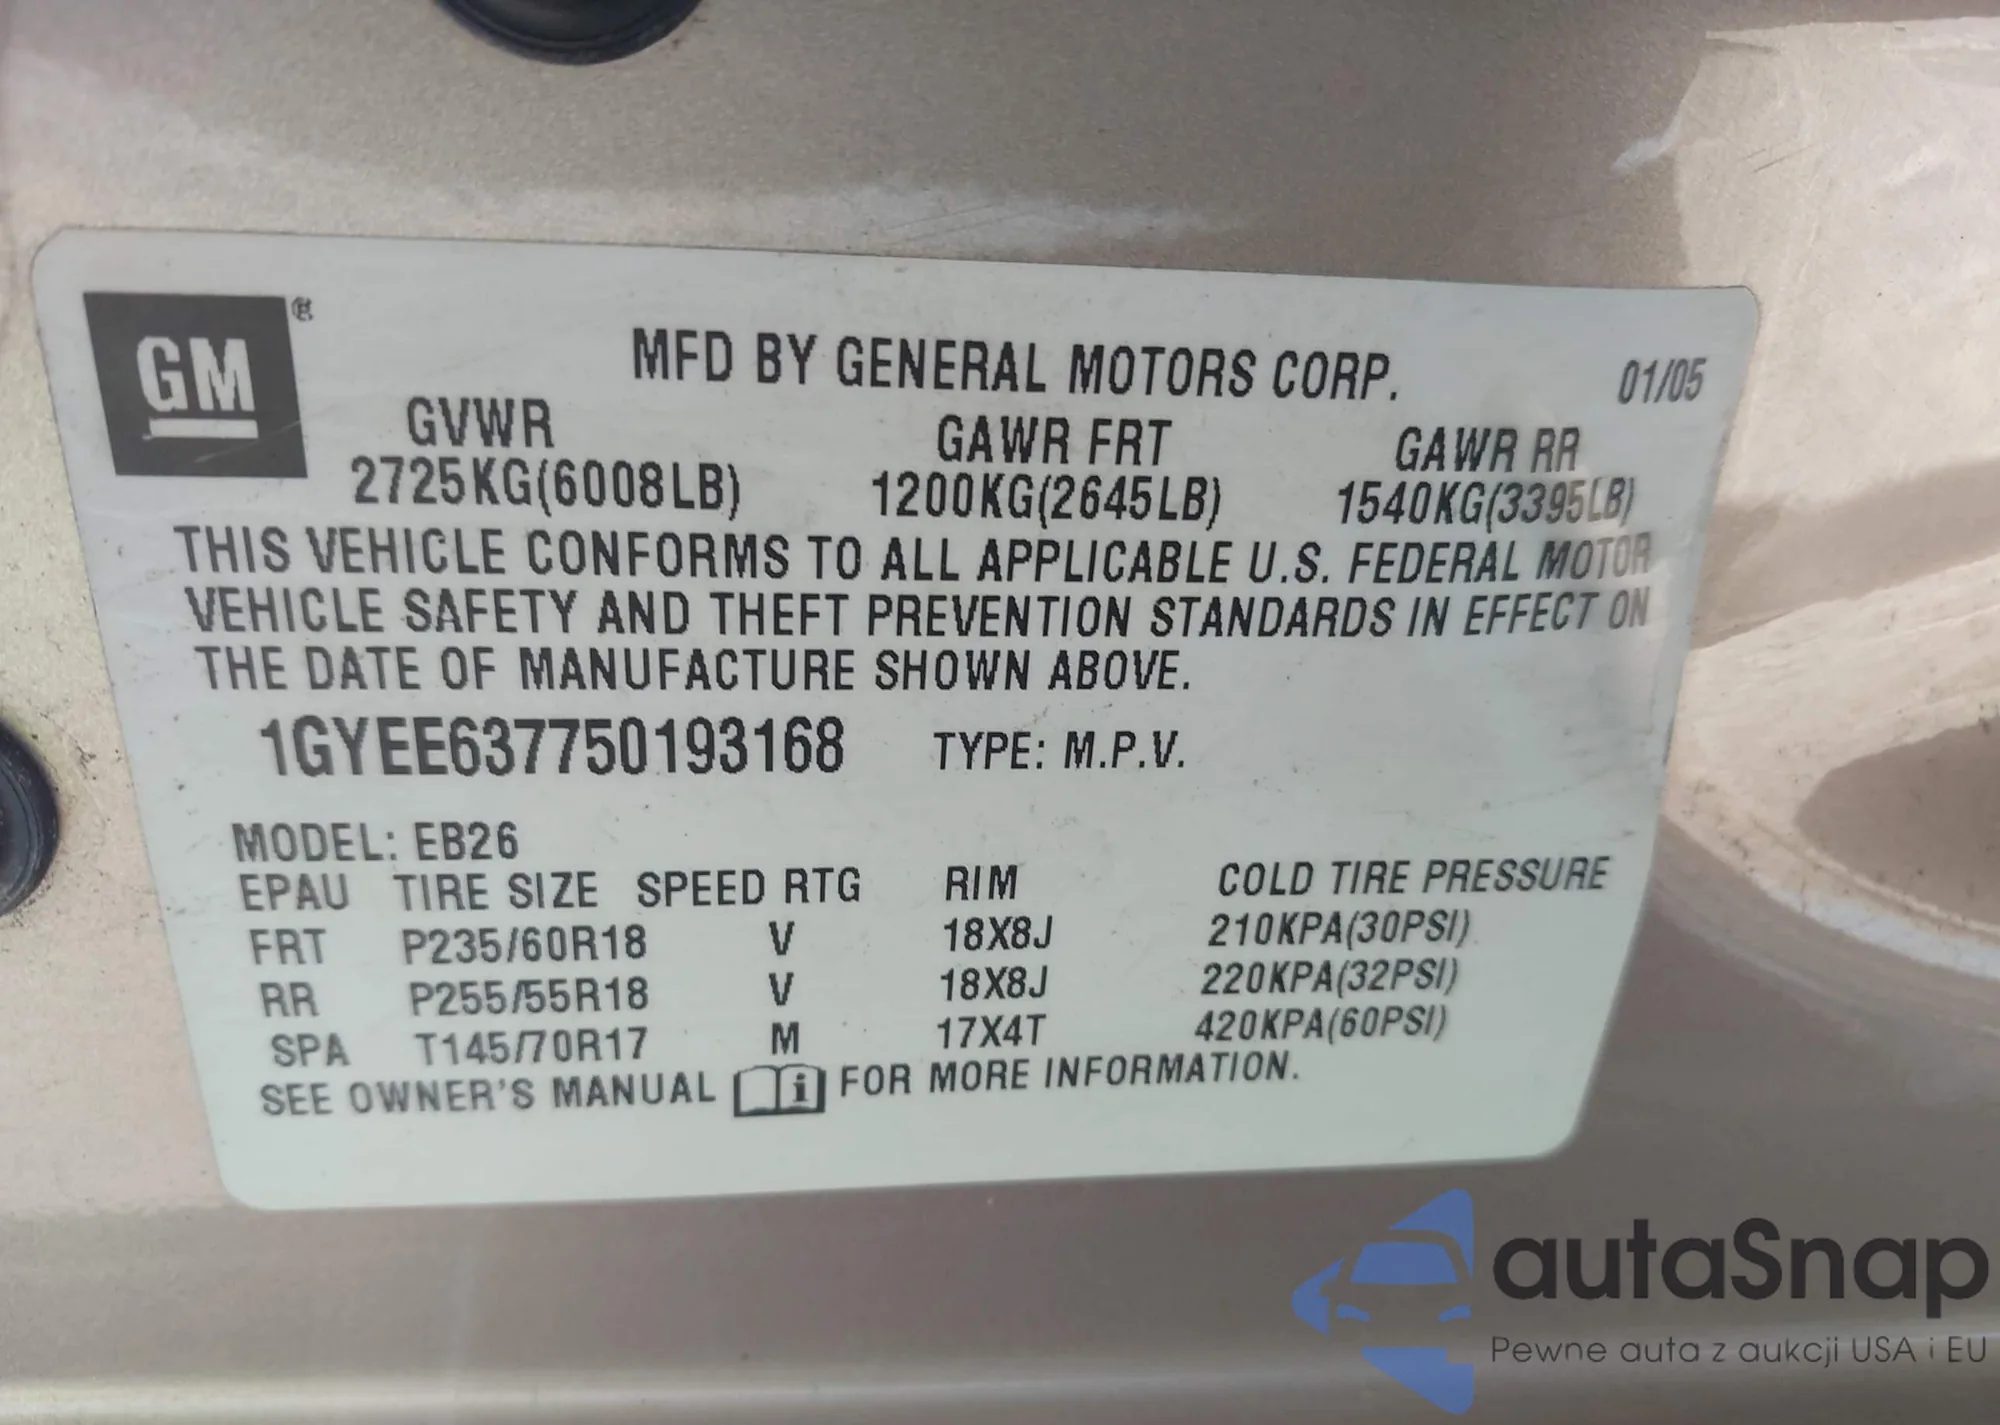 GM®
MFD BY GENERAL MOTORS CORP. 01/05
GVWR GAWR FRT GAWR RR
2725KG(6008LB) 1200KG(2645LB) 1540KG(3395LB)
THIS VEHICLE CONFORMS TO ALL APPLICABLE U.S. FEDERAL MOTOR
VEHICLE SAFETY AND THEFT PREVENTION STANDARDS IN EFFECT ON
THE DATE OF MANUFACTURE SHOWN ABOVE.
1GYEE637750193168 TYPE: M.P.V.
MODEL: EB26
EPAU TIRE SIZE SPEED RTG RIM COLD TIRE PRESSURE
FRT P235/60R18 V 18X8J 210KPA(30PSI)
RR P255/55R18 V 18X8J 220KPA(32PSI)
SPA T145/70R17 M 17X4T 420KPA(60PSI)
SEE OWNER'S MANUAL i FOR MORE INFORMATION.
autaSnap
Pewne auta z aukcji USA i EU